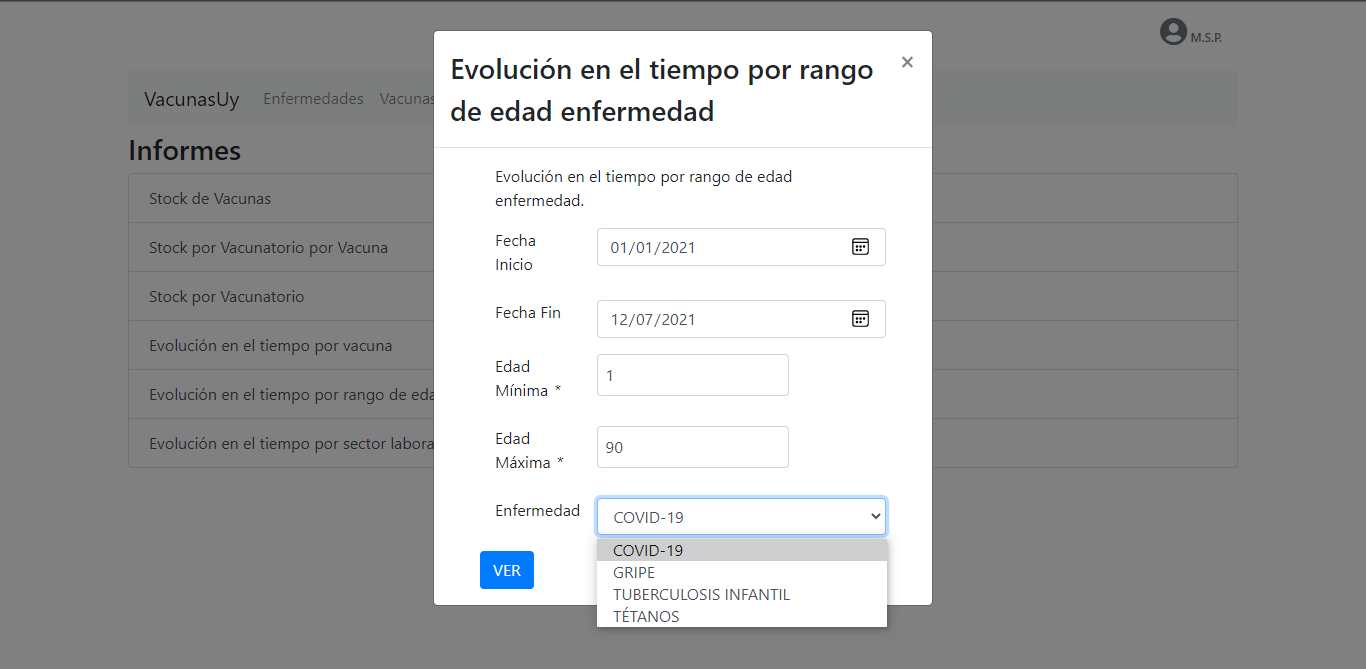 M.S.P.
VacunasUy Enfermedades Vacunas
Informes
Stock de Vacunas
Stock por Vacunatorio por Vacuna
Stock por Vacunatorio
Evolución en el tiempo por vacuna
Evolución en el tiempo por rango de eda
Evolución en el tiempo por sector labora
Evolución en el tiempo por rango
de edad enfermedad
×
Evolución en el tiempo por rango de edad
enfermedad.
Fecha
Inicio
01/01/2021
Fecha Fin
12/07/2021
Edad
Mínima *
1
Edad
Máxima *
90
Enfermedad
COVID-19
COVID-19
GRIPE
TUBERCULOSIS INFANTIL
TÉTANOS
VER